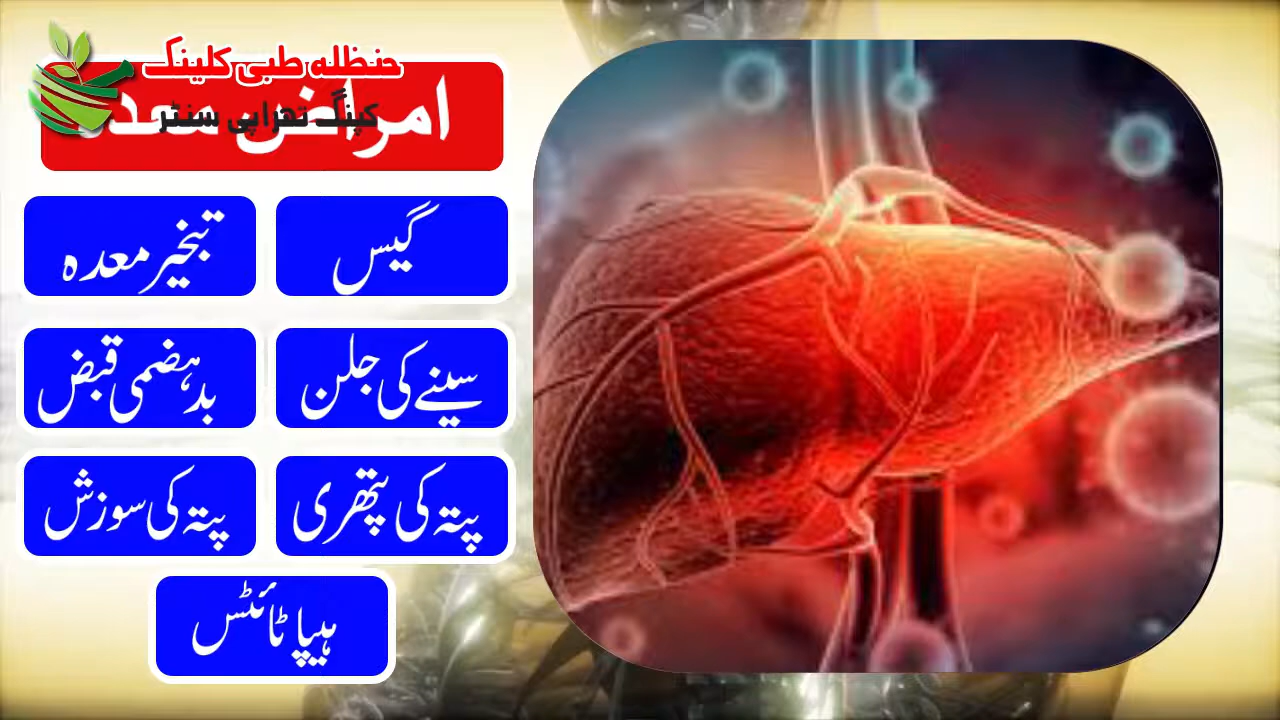 حنظلہ طبی کلینک
کپنگ تھراپی سنٹر
امراض معدہ
گیس
تبخیر معدہ
سینے کی جلن
بدہضمی قبض
پتہ کی پتھری
پتہ کی سوزش
ہیپاٹائٹس